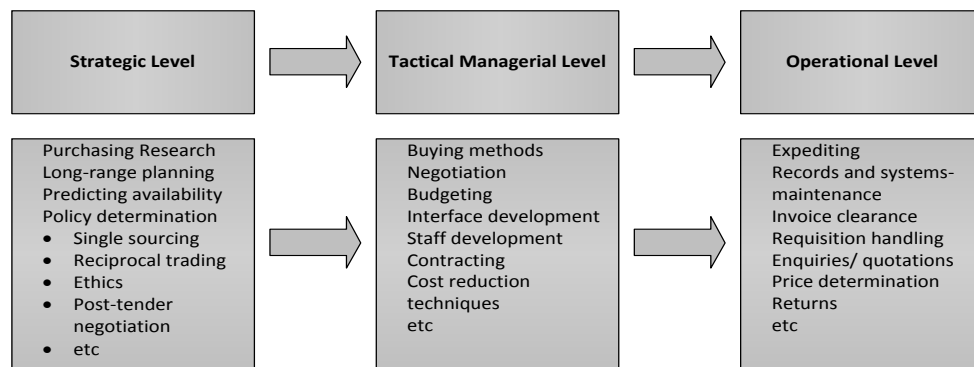 Strategic Level
Tactical Managerial Level
Operational Level
Purchasing Research
Long-range planning
Predicting availability
Policy determination
• Single sourcing
• Reciprocal trading
• Ethics
• Post-tender
negotiation
• etc
Buying methods
Negotiation
Budgeting
Interface development
Staff development
Contracting
Cost reduction
techniques
etc
Expediting
Records and systems-
maintenance
Invoice clearance
Requisition handling
Enquiries/ quotations
Price determination
Returns
etc